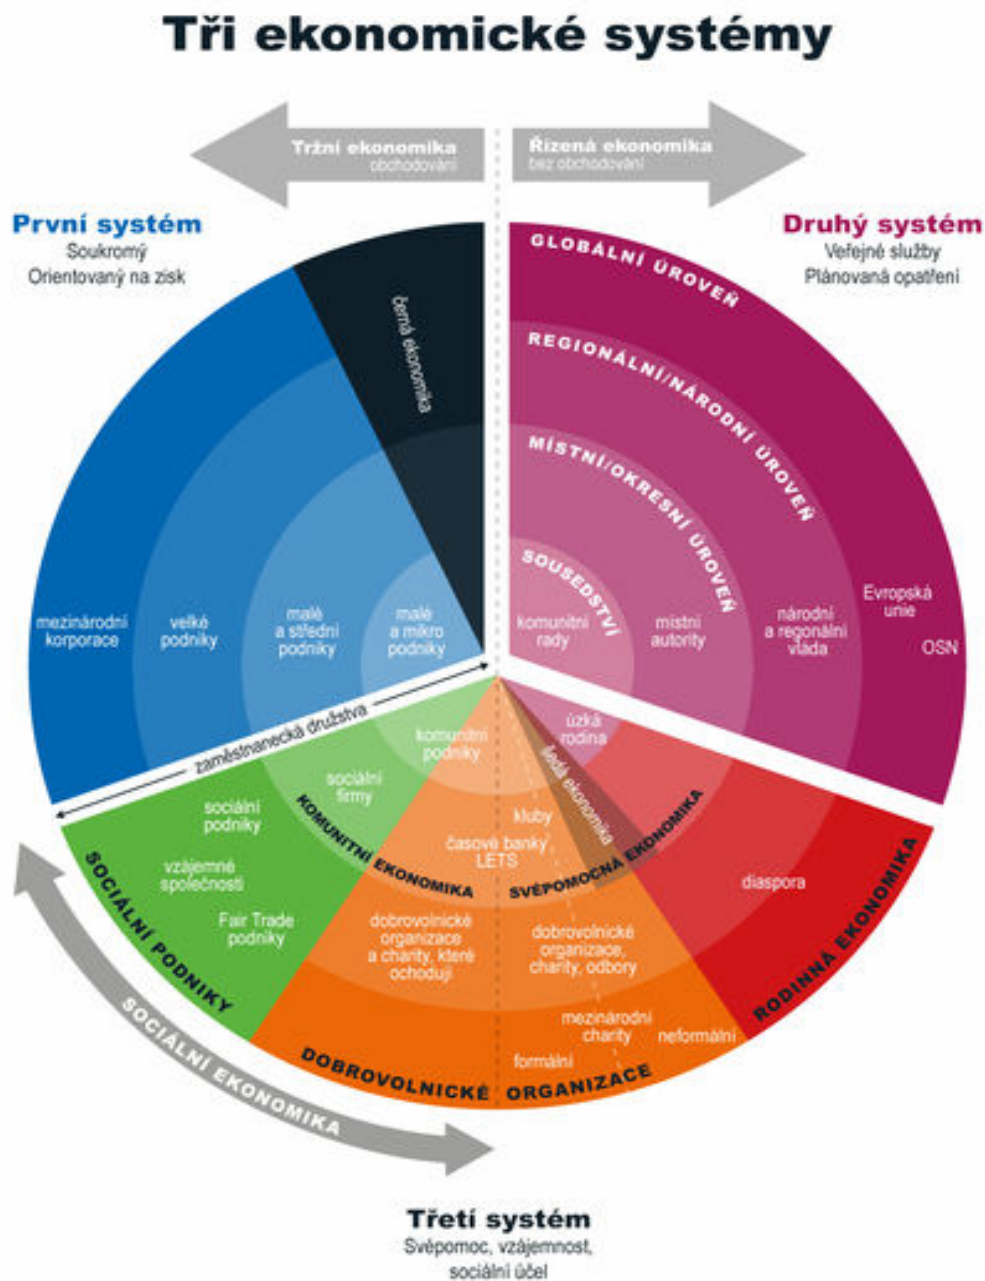 Tři ekonomické systémy
Tržní ekonomika
obchodování
Řízená ekonomika
bez obchodování
První systém
Soukromý
Orientovaný na zisk
Druhý systém
Veřejné služby
Plánovaná opatření
černá ekonomika
GLOBÁLNÍ ÚROVEŇ
REGIONÁLNÍ/NÁRODNÍ ÚROVEŇ
MÍSTNÍ/OKRESNÍ ÚROVEŇ
SOUSEDSTVÍ
mezinárodní
korporace
velké
podniky
malé
a střední
podniky
malé
a mikro
podniky
komunitní
rady
místní
autority
národní
a regionální
vláda
Evropská
unie
OSN
zaměstnanecká družstva
komunitní
podniky
úzká
rodina
šedá ekonomika
sociální
firmy
sociální
podniky
kluby
KOMUNITNÍ EKONOMIKA
SVÉPOMOCNÁ EKONOMIKA
časové banky
LETS
vzájemné
společnosti
diaspora
Fair Trade
podniky
dobrovolnické
organizace
a charity, které
ochodují
dobrovolnické
organizace,
charity, odbory
SOCIÁLNÍ PODNIKY
RODINNÁ EKONOMIKA
mezinárodní
charity
neformální
formální
DOBROVOLNICKÉ ORGANIZACE
SOCIÁLNÍ EKONOMIKA
Třetí systém
Svépomoc, vzájemnost,
sociální účel